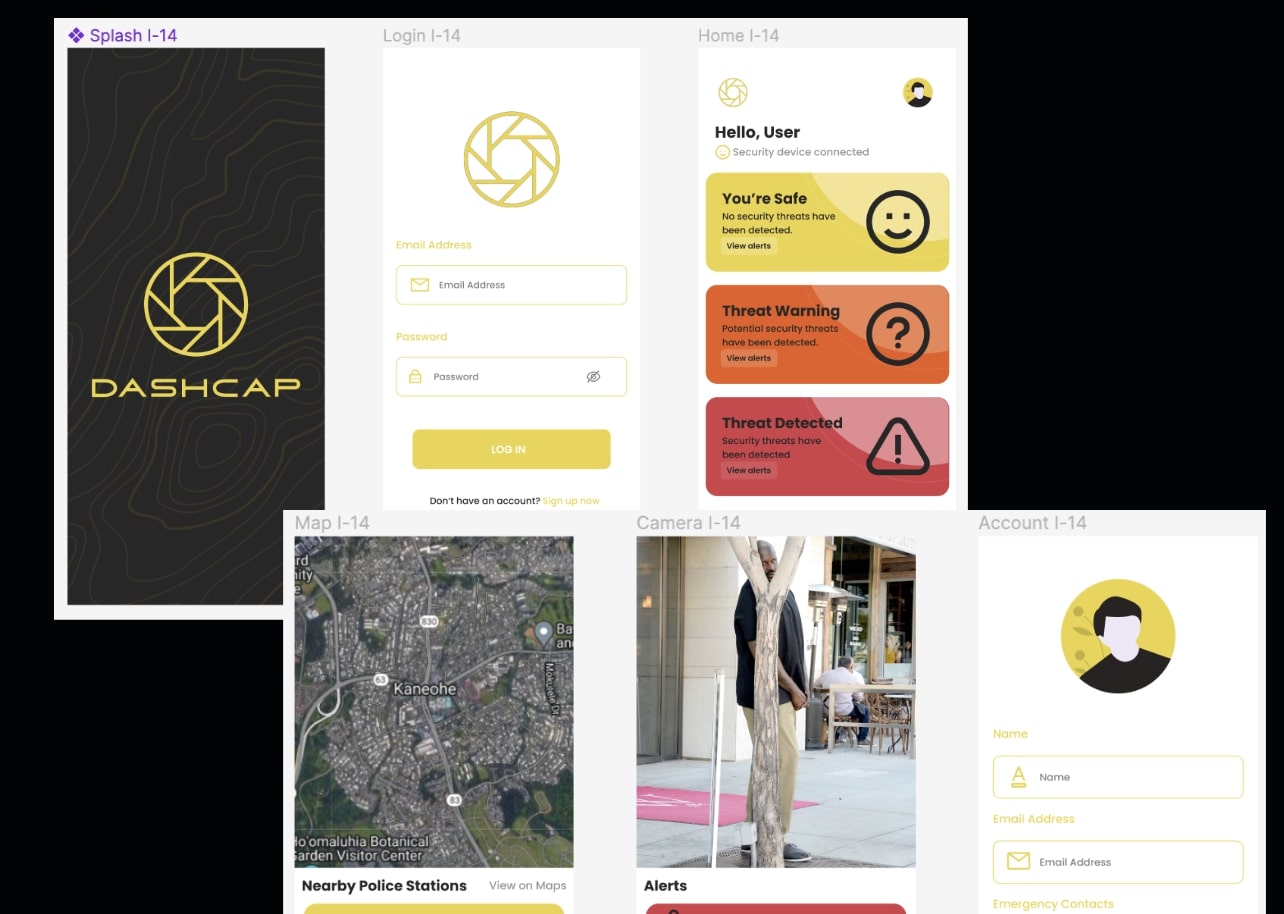 Splash I-14
DASHCAP
Login I-14
Email Address
Email Address
Password
Password
LOG IN
Don't have an account? Sign up now
Home I-14
Hello, User
Security device connected
You're Safe
No security threats have
been detected.
View alerts
Threat Warning
Potential security threats
have been detected.
View alerts
Threat Detected
Security threats have
been detected
View alerts
Map I-14
830
63
Kaneohe
83
Ho'omaluhia Botanical
Garden Visitor Center
Nearby Police Stations
View on Maps
Camera I-14
Alerts
Account I-14
Name
Name
Email Address
Email Address
Emergency Contacts